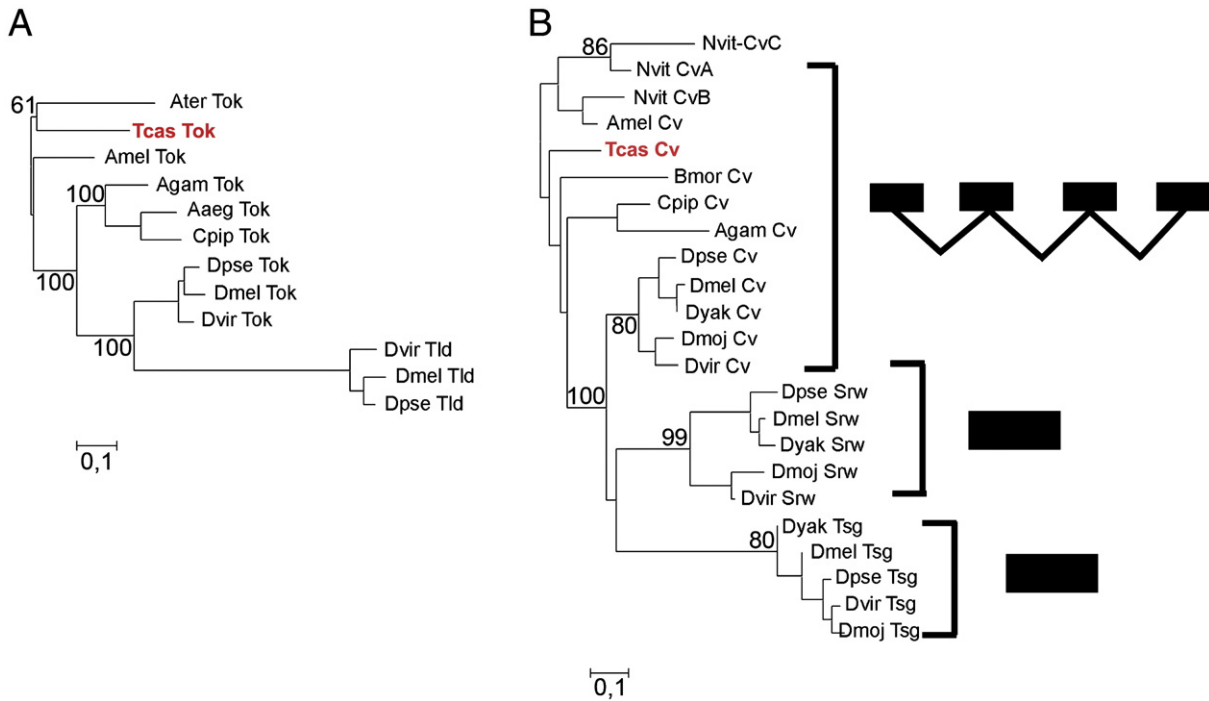 A
61
Ater Tok
Tcas Tok
Amel Tok
100
Agam Tok
Aaeg Tok
Cpip Tok
100
Dpse Tok
Dmel Tok
Dvir Tok
100
Dvir Tld
Dmel Tld
Dpse Tld
0,1
B
86
Nvit-CvC
Nvit CvA
Nvit CvB
Amel Cv
Tcas Cv
Bmor Cv
Cpip Cv
Agam Cv
Dpse Cv
Dmel Cv
80
Dyak Cv
Dmoj Cv
Dvir Cv
100
Dpse Srw
Dmel Srw
99
Dyak Srw
Dmoj Srw
Dvir Srw
Dyak Tsg
80
Dmel Tsg
Dpse Tsg
Dvir Tsg
Dmoj Tsg
0,1